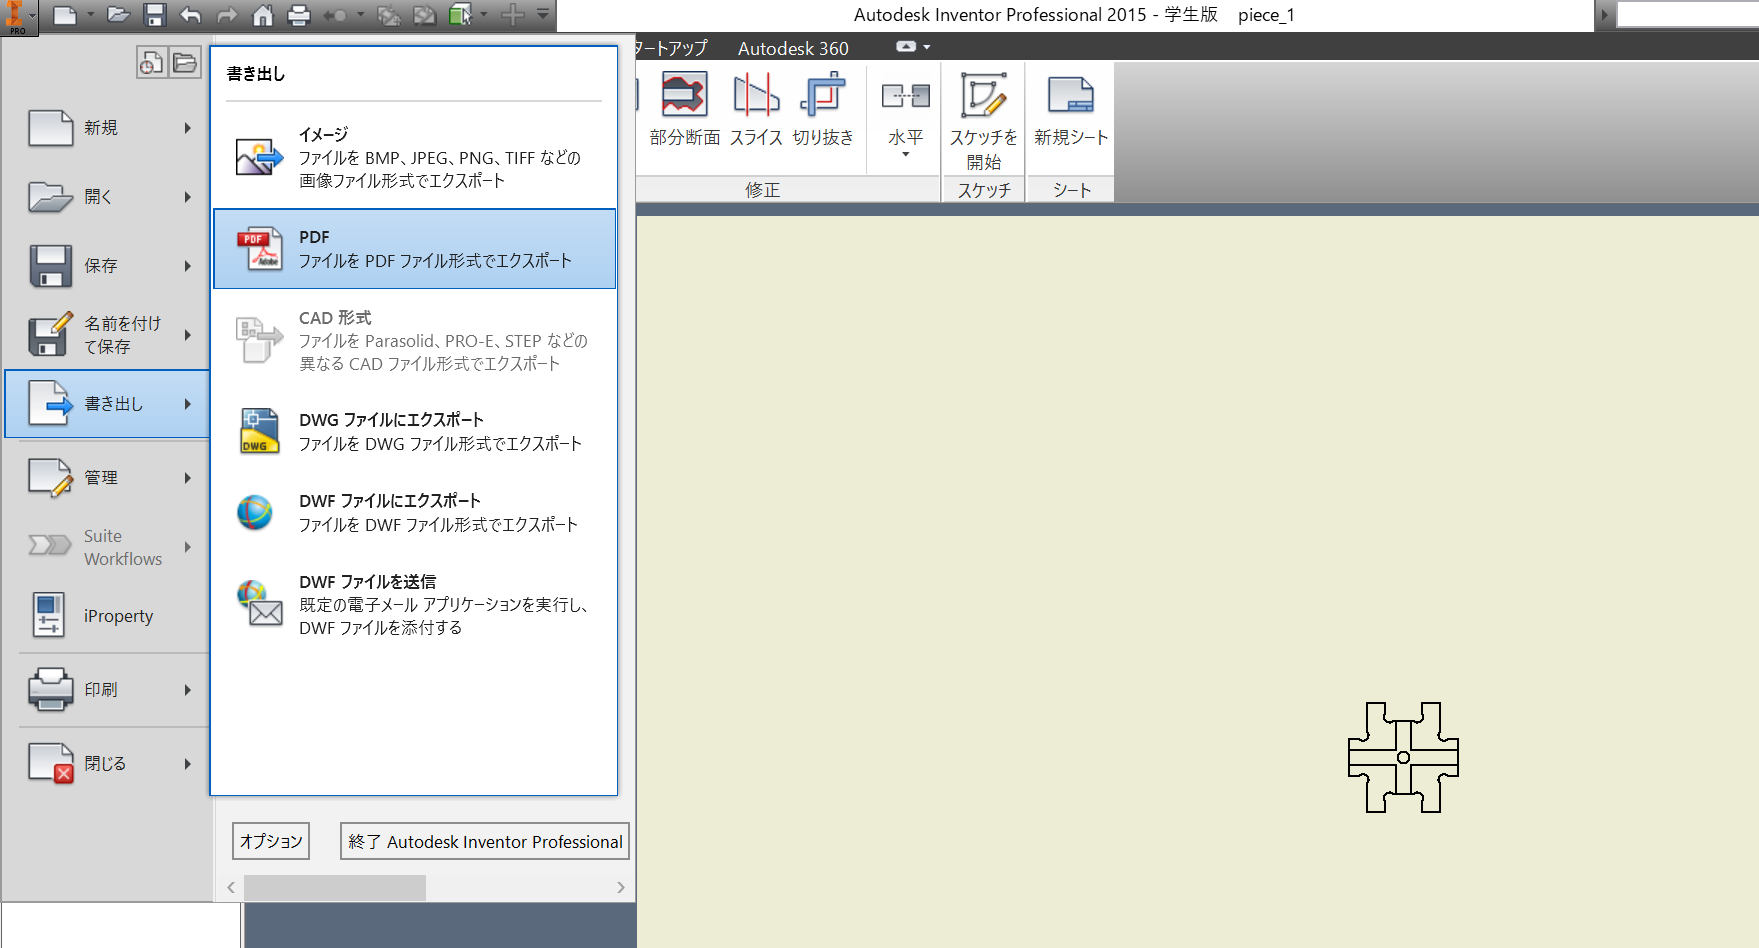 PRO
Autodesk Inventor Professional 2015 - 学生版 piece_1
タートアップ Autodesk 360
書き出し
新規
開く
保存
名前を付け
て保存
書き出し
管理
Suite
Workflows
iProperty
印刷
閉じる
イメージ
ファイルを BMP、JPEG、PNG、TIFF などの
画像ファイル形式でエクスポート
PDF
PDF
Adobe
ファイルを PDF ファイル形式でエクスポート
CAD 形式
ファイルを Parasolid、PRO-E、STEP などの
異なる CAD ファイル形式でエクスポート
DWG
DWG ファイルにエクスポート
ファイルを DWG ファイル形式でエクスポート
DWF ファイルにエクスポート
ファイルを DWF ファイル形式でエクスポート
DWF ファイルを送信
既定の電子メール アプリケーションを実行し、
DWF ファイルを添付する
オプション
終了 Autodesk Inventor Professional
部分断面
スライス
切り抜き
水平
スケッチを
開始
新規シート
修正
スケッチ
シート